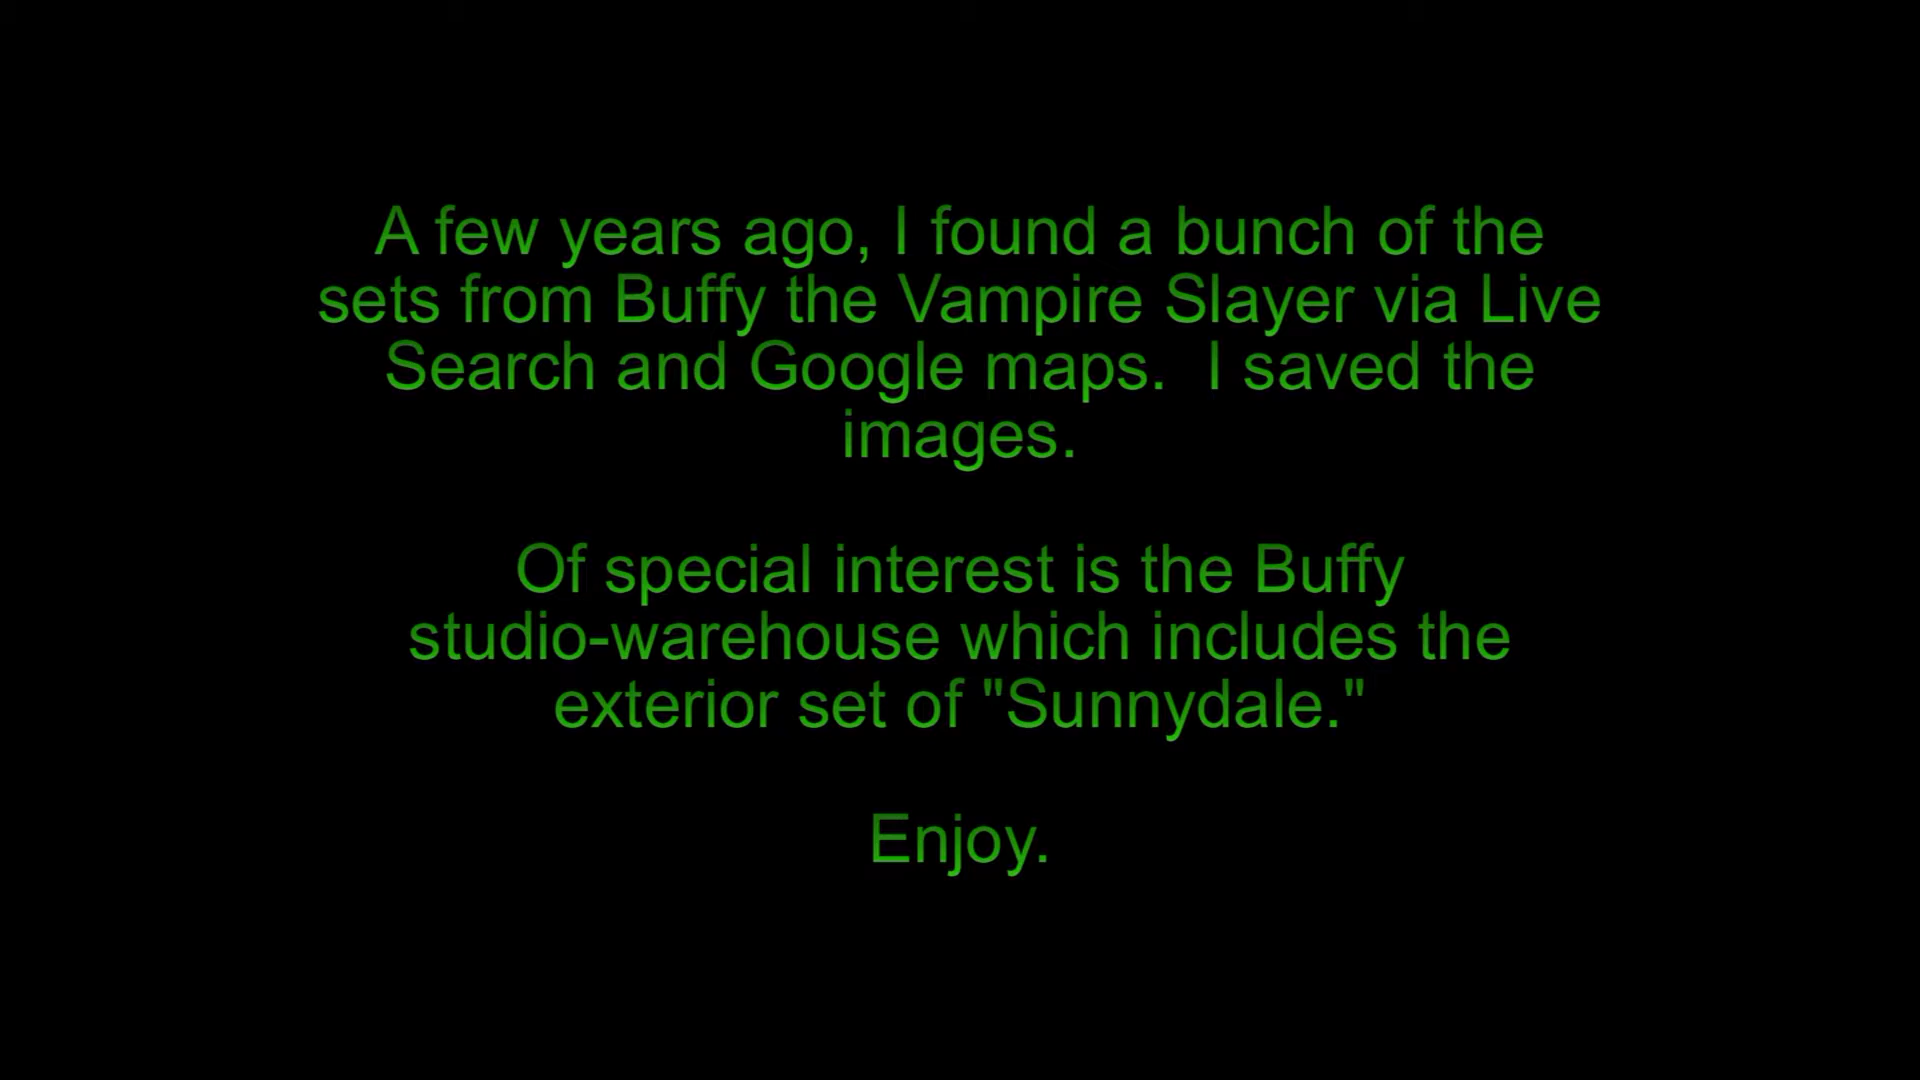 A few years ago, I found a bunch of the
sets from Buffy the Vampire Slayer via Live
Search and Google maps.  I saved the
images.
Of special interest is the Buffy
studio-warehouse which includes the
exterior set of "Sunnydale."
Enjoy.